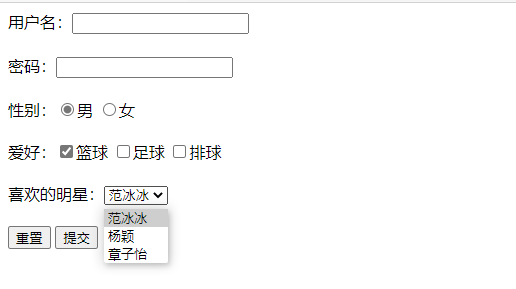 用户名：
密码：
性别： 男 女
爱好： 篮球 足球 排球
喜欢的明星： 范冰冰
范冰冰
杨颖
章子怡
重置 提交